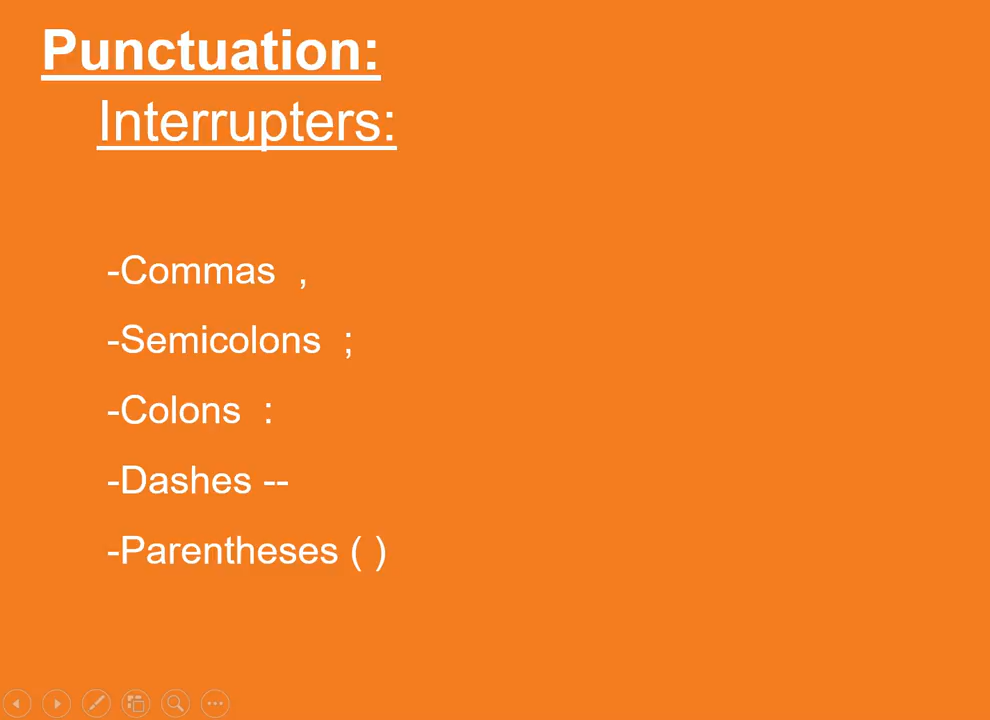 Punctuation:
Interrupters:
-Commas  ,
-Semicolons  ;
-Colons  :
-Dashes --
-Parentheses ( )